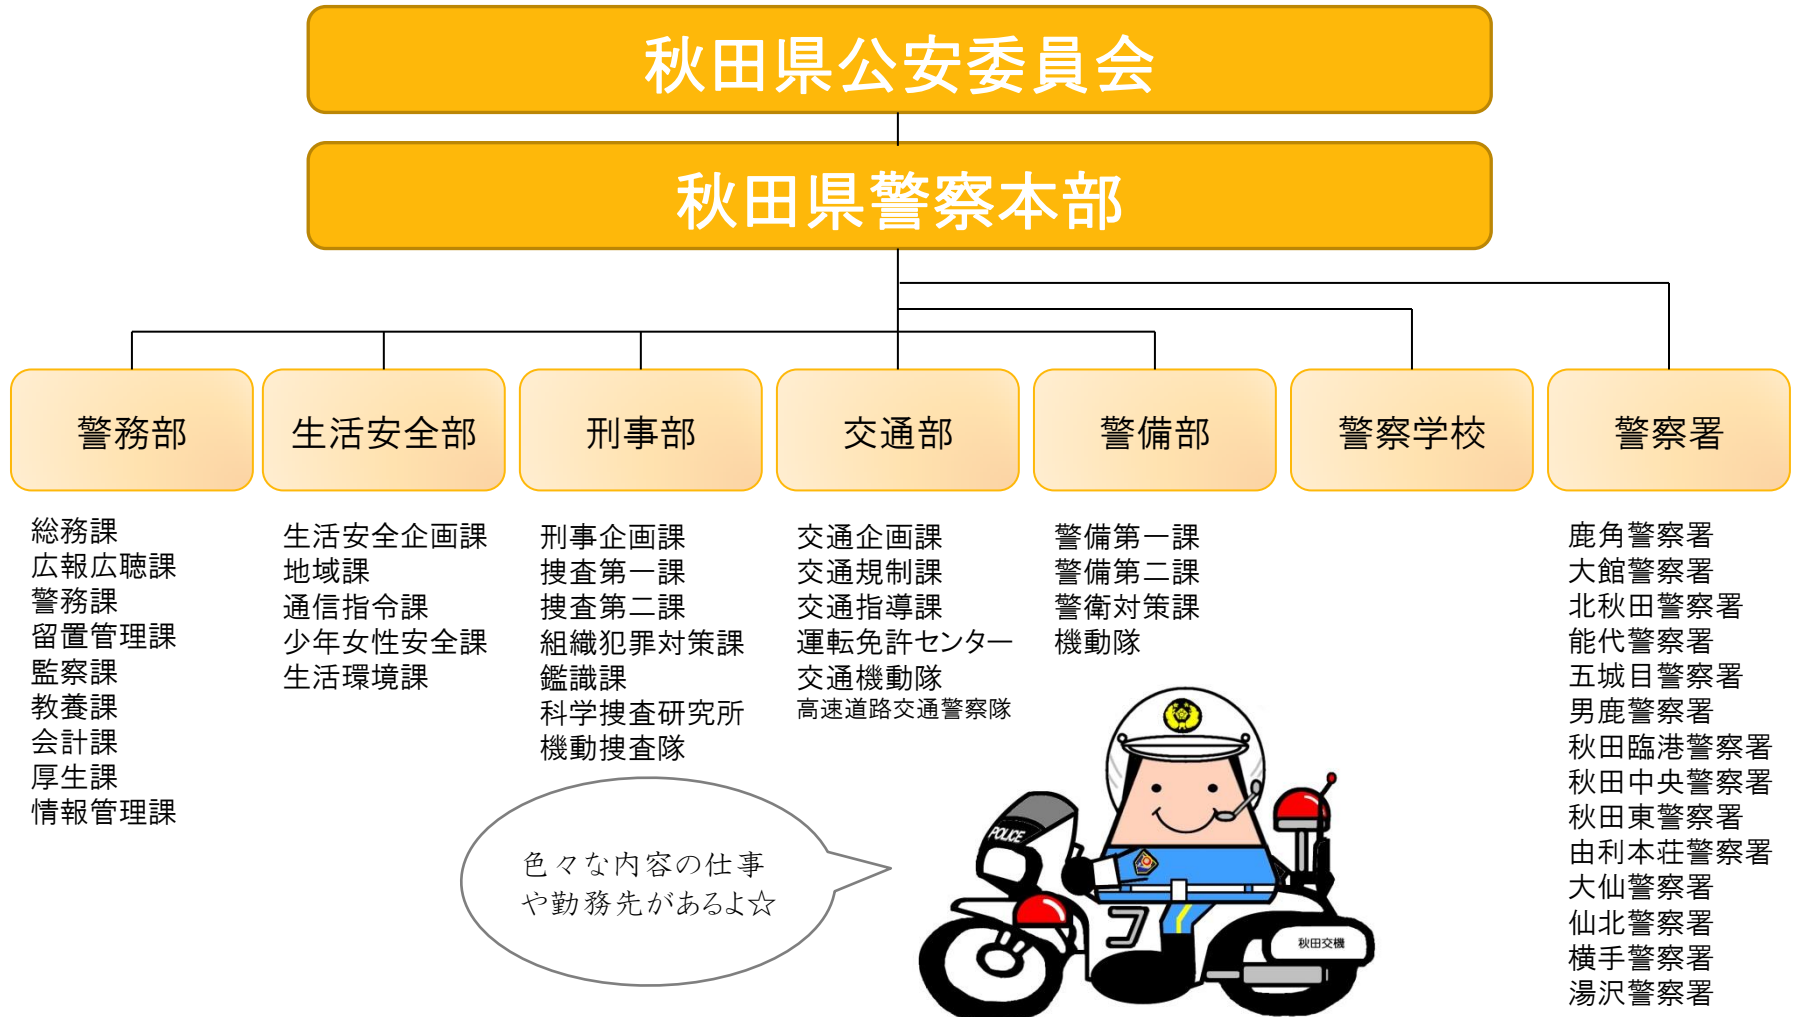 秋田県公安委員会
秋田県警察本部
警務部
総務課
広報広聴課
警務課
留置管理課
監察課
教養課
会計課
厚生課
情報管理課
生活安全部
生活安全企画課
地域課
通信指令課
少年女性安全課
生活環境課
刑事部
刑事企画課
捜査第一課
捜査第二課
組織犯罪対策課
鑑識課
科学捜査研究所
機動捜査隊
交通部
交通企画課
交通規制課
交通指導課
運転免許センター
交通機動隊
高速道路交通警察隊
警備部
警備第一課
警備第二課
警衛対策課
機動隊
警察学校
警察署
鹿角警察署
大館警察署
北秋田警察署
能代警察署
五城目警察署
男鹿警察署
秋田臨港警察署
秋田中央警察署
秋田東警察署
由利本荘警察署
大仙警察署
仙北警察署
横手警察署
湯沢警察署
色々な内容の仕事
や勤務先があるよ☆
POLICE
秋田交機